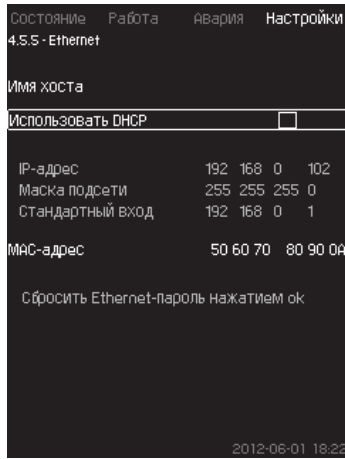 Состояние Работа Авария Настройки
4.5.5 - Ethernet
Имя хоста
Использовать DHCP
IP-адрес 192 168 0 102
Маска подсети 255 255 255 0
Стандартный вход 192 168 0 1
MAC-адрес 50 60 70 80 90 0A
Сбросить Ethernet-пароль нажатием ok
2012-06-01 18:22